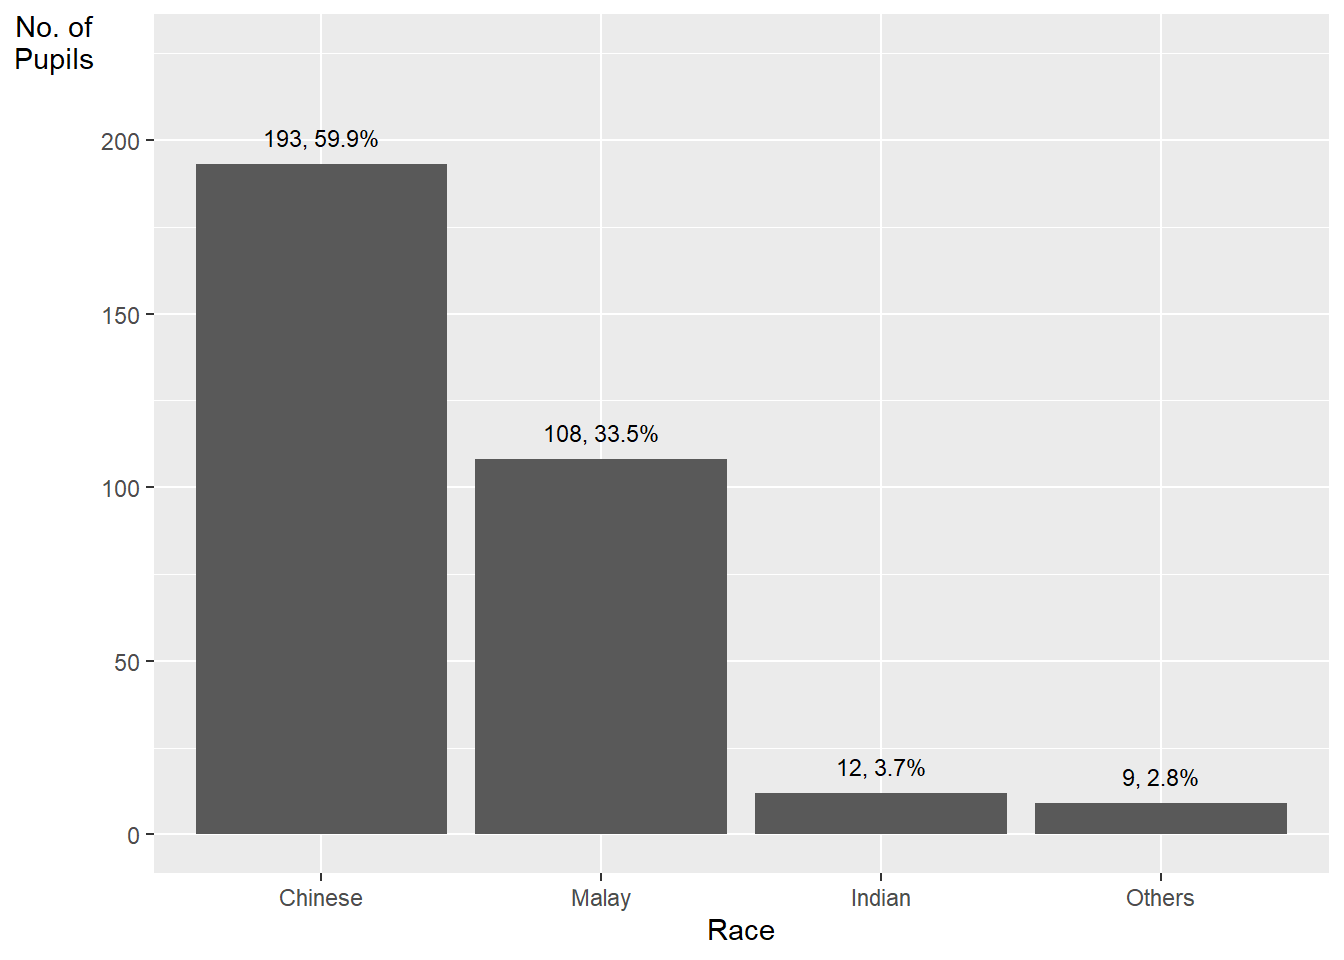 No. of
Pupils
200
150
100
50
0
193, 59.9%
108, 33.5%
12, 3.7%
9, 2.8%
Chinese
Malay
Indian
Others
Race